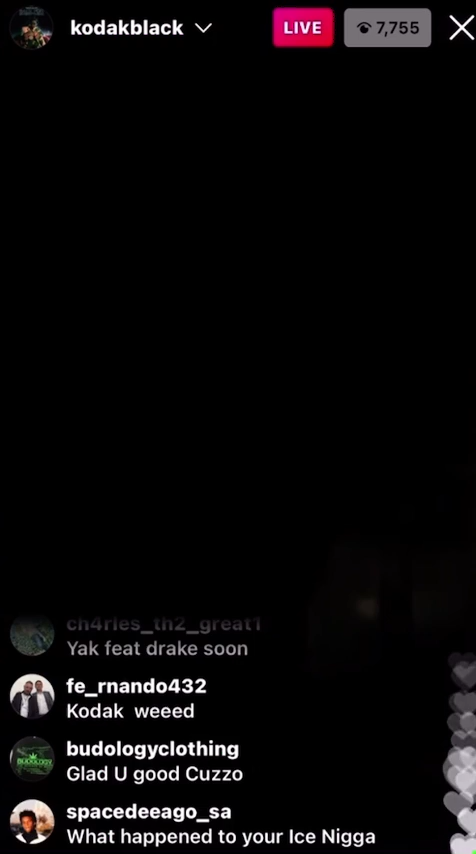 kodakblack
LIVE
7,755
ch4rles_th2_great1
Yak feat drake soon
fe_rnando432
Kodak weeed
budologyclothing
Glad U good Cuzzo
BUDOLOGY
spacedeeago_sa
What happened to your Ice Nigga